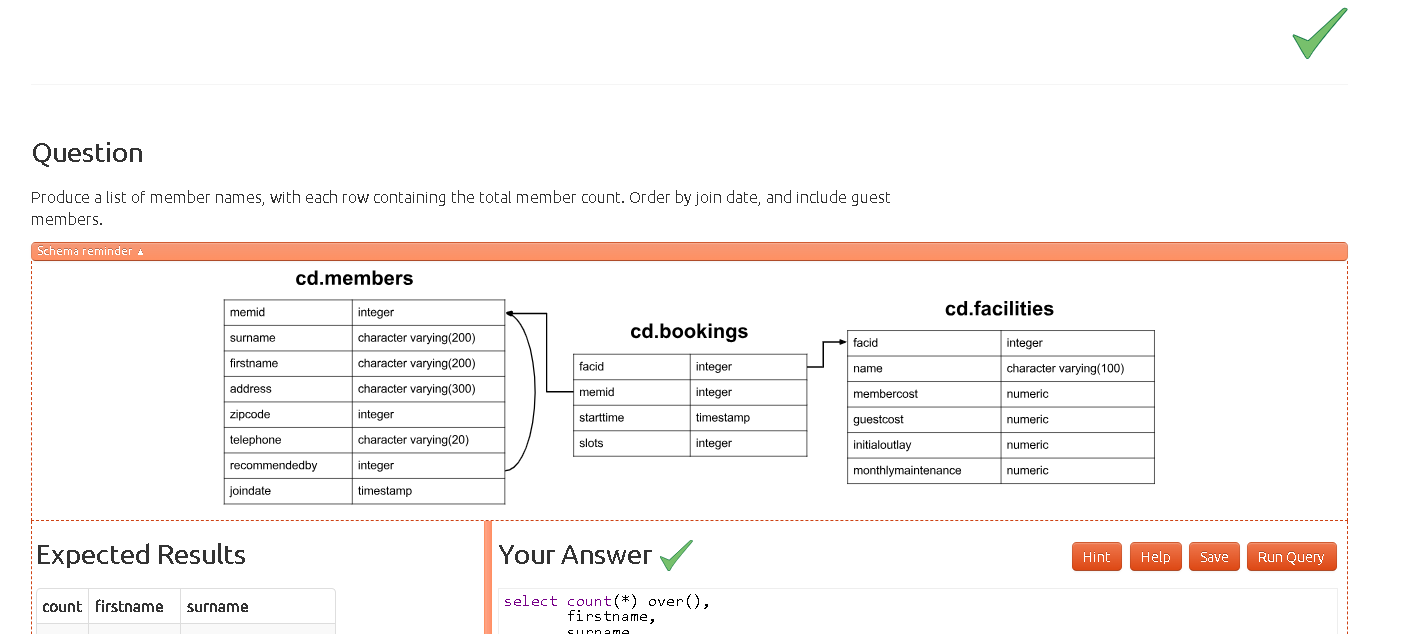 Question
Produce a list of member names, with each row containing the total member count. Order by join date, and include guest
members.
Schema reminder ▲
cd.members
memid integer
surname character varying(200)
firstname character varying(200)
address character varying(300)
zipcode integer
telephone character varying(20)
recommendedby integer
joindate timestamp
cd.bookings
facid integer
memid integer
starttime timestamp
slots integer
cd.facilities
facid integer
name character varying(100)
membercost numeric
guestcost numeric
initialoutlay numeric
monthlymaintenance numeric
Expected Results
count firstname surname
Your Answer
Hint Help Save Run Query
select count(*) over(),
firstname,
surname